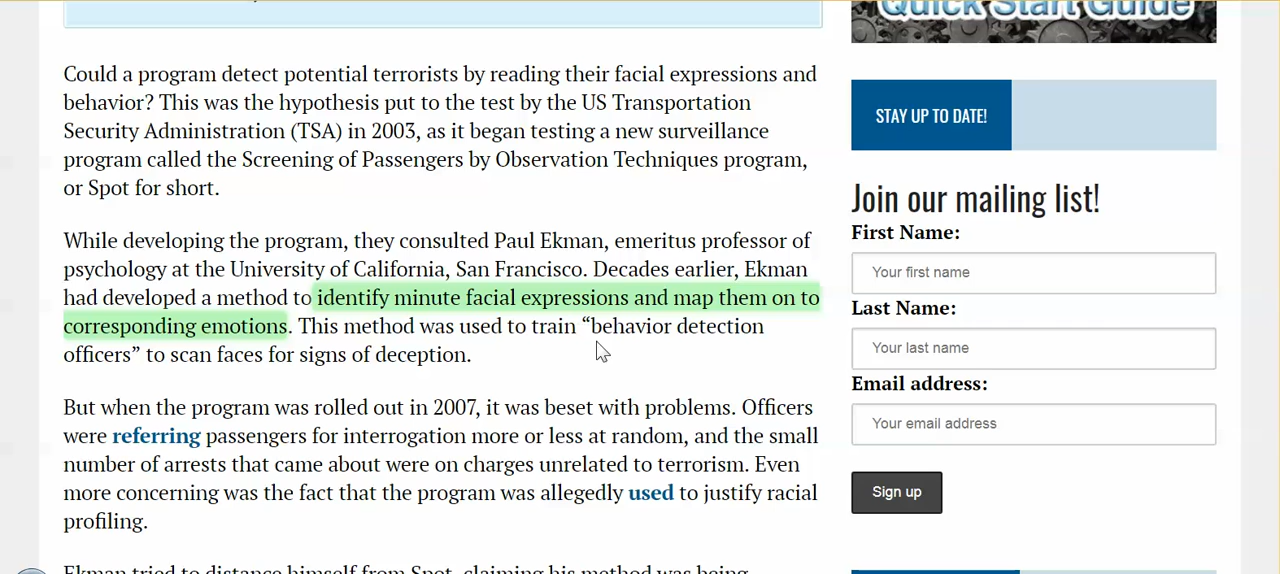 Quick Start Guide
Could a program detect potential terrorists by reading their facial expressions and
behavior? This was the hypothesis put to the test by the US Transportation
Security Administration (TSA) in 2003, as it began testing a new surveillance
program called the Screening of Passengers by Observation Techniques program,
or Spot for short.
While developing the program, they consulted Paul Ekman, emeritus professor of
psychology at the University of California, San Francisco. Decades earlier, Ekman
had developed a method to identify minute facial expressions and map them on to
corresponding emotions. This method was used to train “behavior detection
officers” to scan faces for signs of deception.
But when the program was rolled out in 2007, it was beset with problems. Officers
were referring passengers for interrogation more or less at random, and the small
number of arrests that came about were on charges unrelated to terrorism. Even
more concerning was the fact that the program was allegedly used to justify racial
profiling.
Ekman tried to distance himself from Spot, claiming his method was being
STAY UP TO DATE!
Join our mailing list!
First Name:
Your first name
Last Name:
Your last name
Email address:
Your email address
Sign up